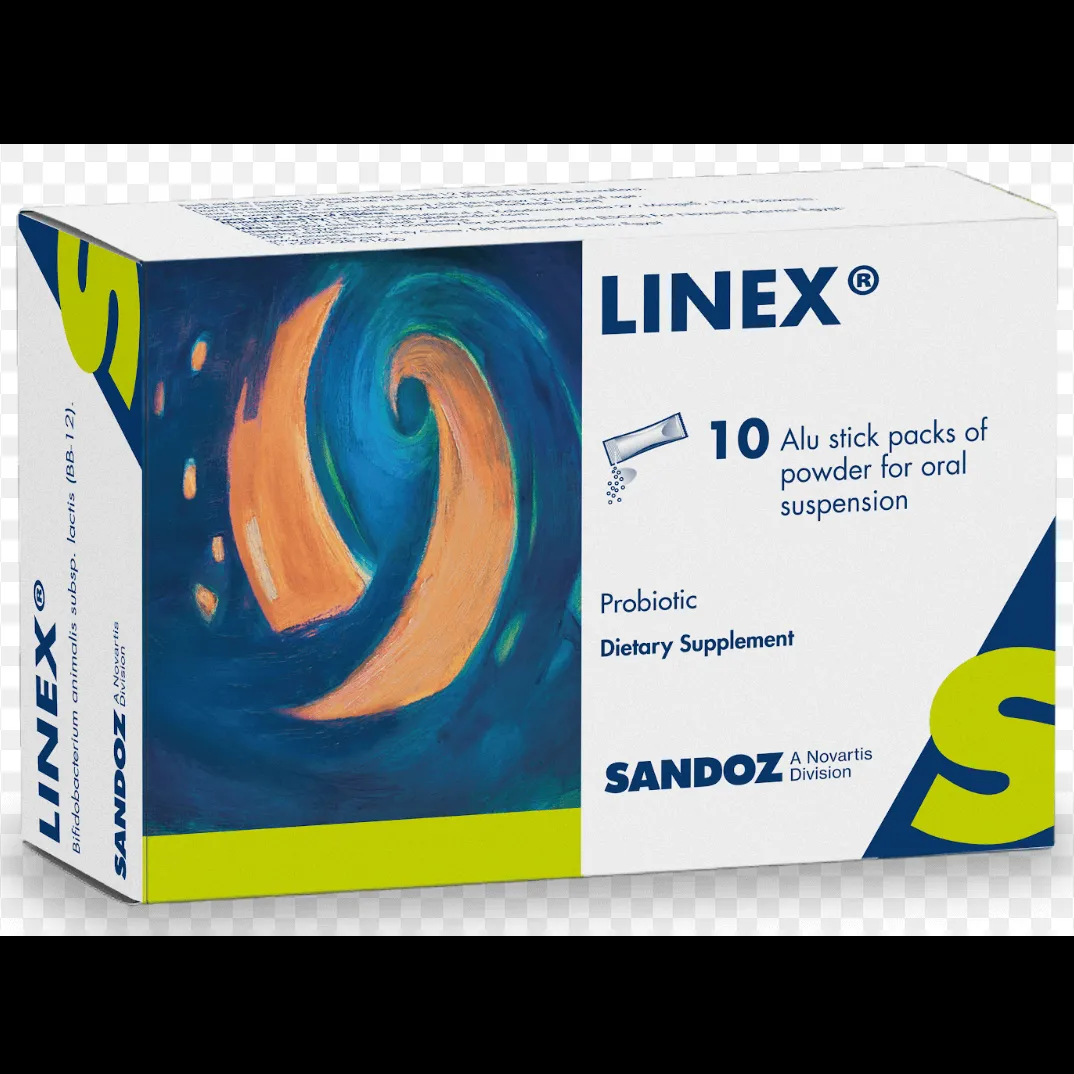 LINEX®
10 Alu stick packs of
powder for oral
suspension
Probiotic
Dietary Supplement
SANDOZ A Novartis
Division
S
LINEX®
Bifidobacterium animalis subsp. lactis (BB-12).
SANDOZ A Novartis
Division
S